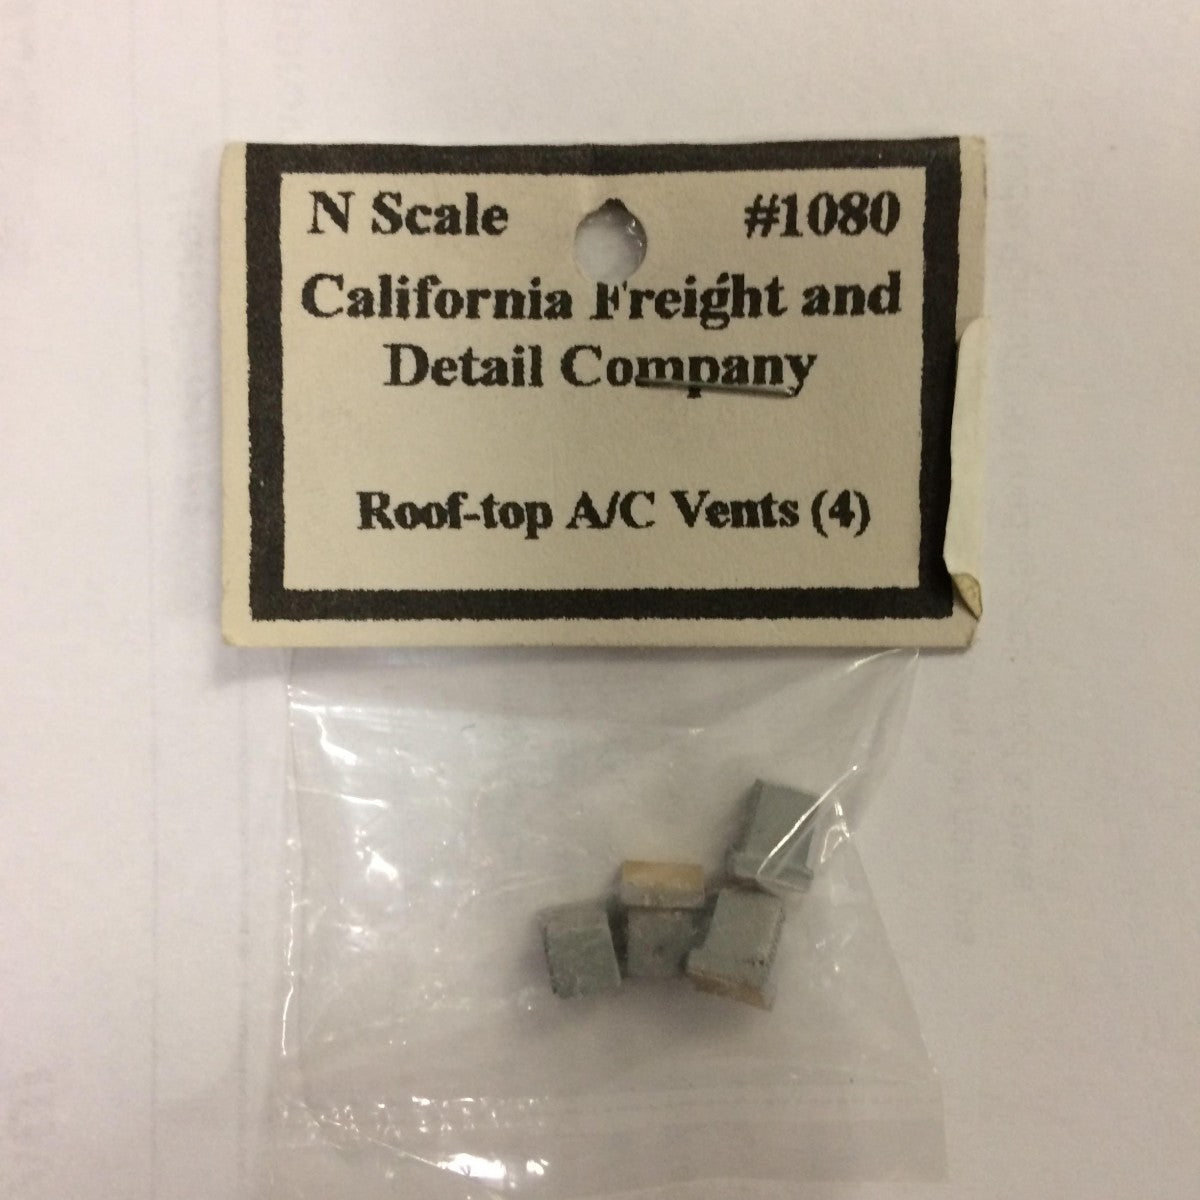 N Scale #1080
California Freight and
Detail Company
Roof-top A/C Vents (4)